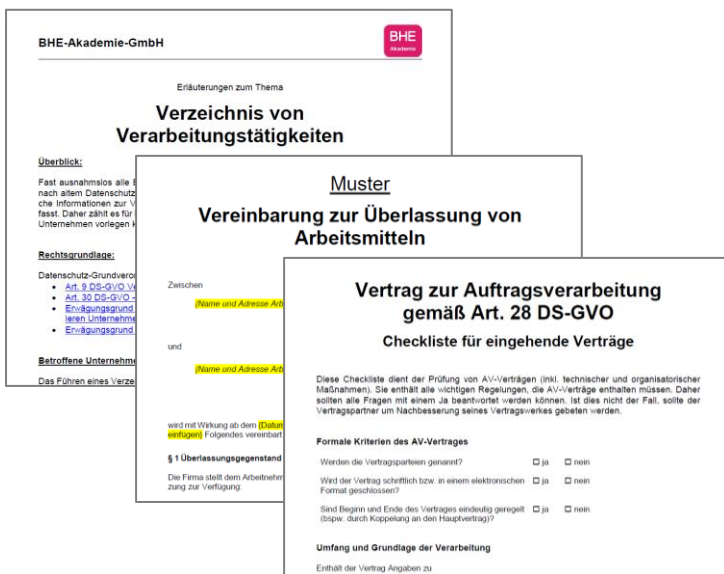 BHE-Akademie-GmbH
BHE
Akademie
Erläuterungen zum Thema
Verzeichnis von
Verarbeitungstätigkeiten
Überblick:
Fast ausnahmslos alle
nach altem Datenschutz
che Informationen zur V
fasst. Daher zählt es für
Unternehmen vorlegen k
Rechtsgrundlage:
Datenschutz-Grundveror
Art. 9 DS-GVO Ve
Art. 30 DS-GVO -
Erwägungsgrund
leren Unternehme
Erwägungsgrund
Betroffene Unternehme
Das Führen eines Verze
Muster
Vereinbarung zur Überlassung von
Arbeitsmitteln
Zwischen
(Name und Adresse Arb
und
(Name und Adresse Arb
wird mit Wirkung ab dem (Datun
einfügen) Folgendes vereinbart
§ 1 Überlassungsgegenstand
Die Firma stellt dem Arbeitnehm
zung zur Verfügung:
Vertrag zur Auftragsverarbeitung
gemäß Art. 28 DS-GVO
Checkliste für eingehende Verträge
Diese Checkliste dient der Prüfung von AV-Verträgen (inkl. technischer und organisatorischer
Maßnahmen). Sie enthält alle wichtigen Regelungen, die AV-Verträge enthalten müssen. Daher
sollten alle Fragen mit einem Ja beantwortet werden können. Ist dies nicht der Fall, sollte der
Vertragspartner um Nachbesserung seines Vertragswerkes gebeten werden.
Formale Kriterien des AV-Vertrages
Werden die Vertragsparteien genannt? ☐ ja ☐ nein
Wird der Vertrag schriftlich bzw. in einem elektronischen ☐ ja ☐ nein
Format geschlossen?
Sind Beginn und Ende des Vertrages eindeutig geregelt ☐ ja ☐ nein
(bspw. durch Koppelung an den Hauptvertrag)?
Umfang und Grundlage der Verarbeitung
Enthält der Vertrag Angaben zu